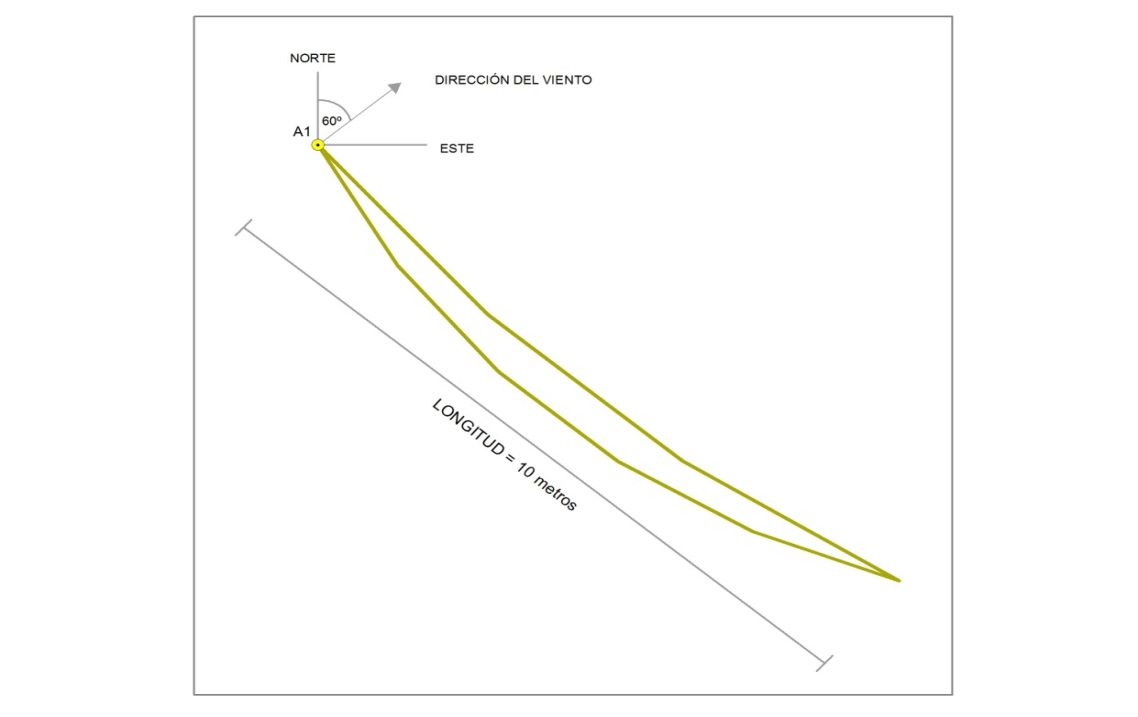 NORTE
DIRECCIÓN DEL VIENTO
60º
A1
ESTE
LONGITUD = 10 metros